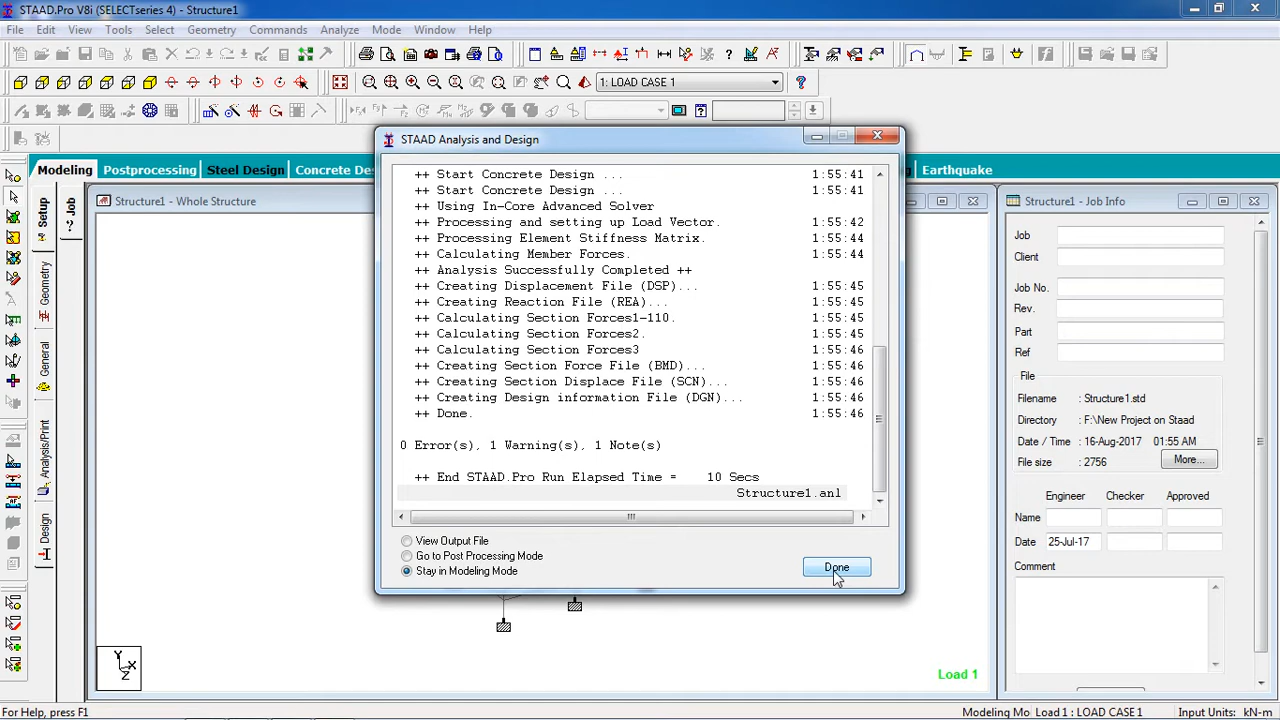 STAAD.Pro V8i (SELECTseries 4) - Structure1
File Edit View Tools Select Geometry Commands Analyze Mode Window Help
1: LOAD CASE 1
Modeling Postprocessing Steel Design Concrete De Earthquake
Structure1 - Whole Structure
STAAD Analysis and Design
++ Start Concrete Design ... 1:55:41
++ Start Concrete Design ... 1:55:41
++ Using In-Core Advanced Solver
++ Processing and setting up Load Vector. 1:55:42
++ Processing Element Stiffness Matrix. 1:55:44
++ Calculating Member Forces. 1:55:44
++ Analysis Successfully Completed ++
++ Creating Displacement File (DSP)... 1:55:45
++ Creating Reaction File (REA)... 1:55:45
++ Calculating Section Forces1-110. 1:55:45
++ Calculating Section Forces2. 1:55:45
++ Calculating Section Forces3 1:55:46
++ Creating Section Force File (BMD)... 1:55:46
++ Creating Section Displace File (SCN)... 1:55:46
++ Creating Design information File (DGN)... 1:55:46
++ Done. 1:55:46
0 Error(s), 1 Warning(s), 1 Note(s)
++ End STAAD.Pro Run Elapsed Time = 10 Secs
Structure1.anl
View Output File
Go to Post Processing Mode
Stay in Modeling Mode
Done
Setup
Job
Geometry
General
Analysis/Print
Design
Y
X
Z
Load 1
Structure1 - Job Info
Job
Client
Job No.
Rev.
Part
Ref
File
Filename : Structure1.std
Directory : F:\New Project on Staad
Date / Time : 16-Aug-2017 01:55 AM
File size : 2756 More...
Engineer Checker Approved
Name
Date 25-Jul-17
Comment
For Help, press F1
Modeling Mo Load 1 : LOAD CASE 1 Input Units: kN-m